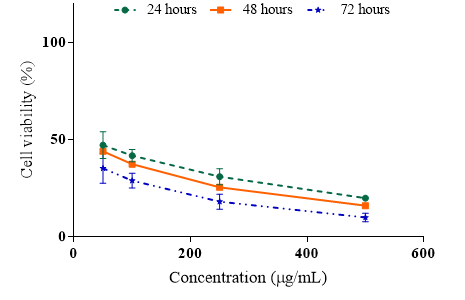 24 hours 48 hours 72 hours
100
50
0
0 200 400 600
Cell viability (%)
Concentration (µg/mL)